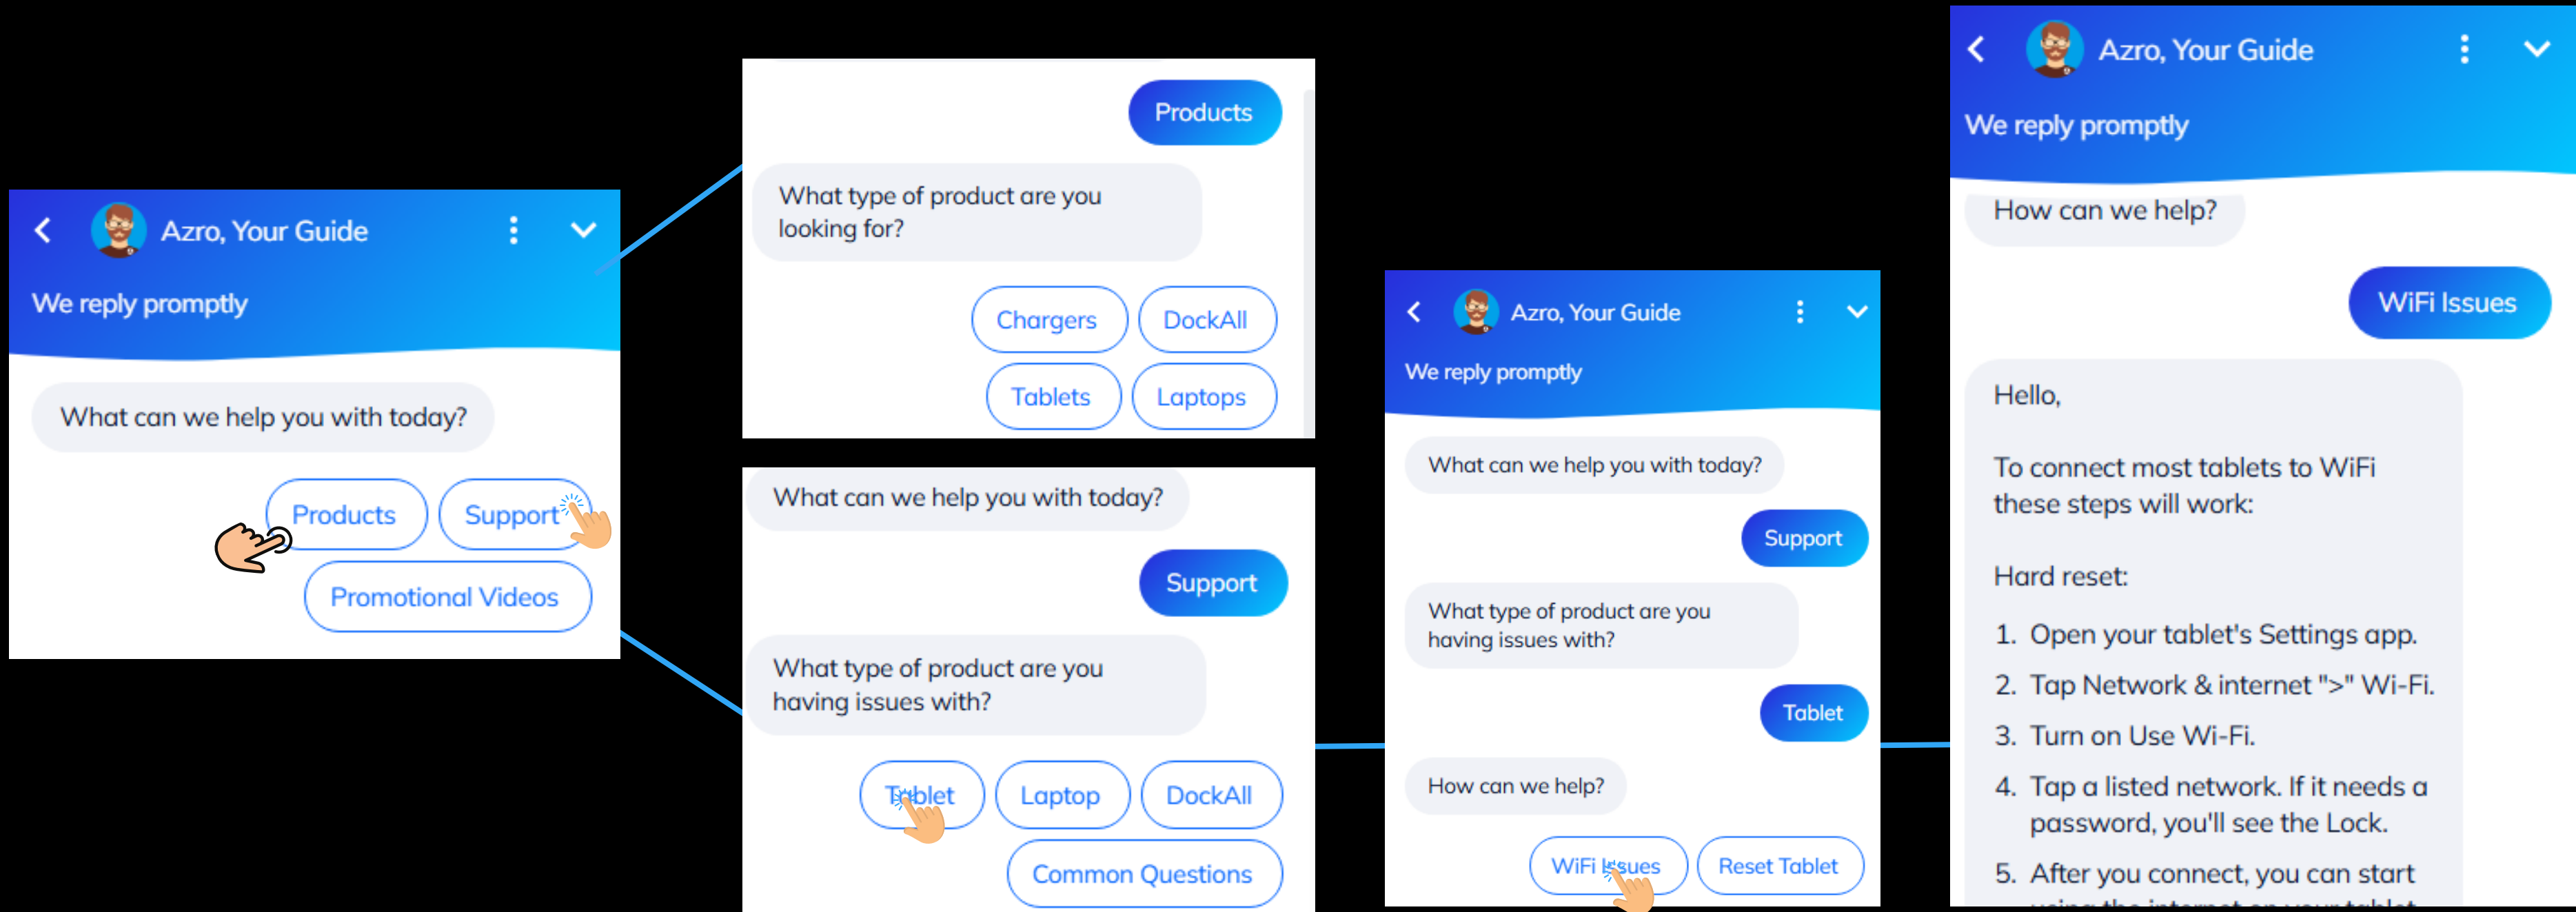 Azro, Your Guide
We reply promptly
What can we help you with today?
Products
Support
Promotional Videos
Products
What type of product are you
looking for?
Chargers
DockAll
Tablets
Laptops
What can we help you with today?
Support
What type of product are you
having issues with?
Tablet
Laptop
DockAll
Common Questions
Azro, Your Guide
We reply promptly
What can we help you with today?
Support
What type of product are you
having issues with?
Tablet
How can we help?
WiFi Issues
Reset Tablet
Azro, Your Guide
We reply promptly
How can we help?
WiFi Issues
Hello,
To connect most tablets to WiFi
these steps will work:
Hard reset:
1. Open your tablet's Settings app.
2. Tap Network & internet ">" Wi-Fi.
3. Turn on Use Wi-Fi.
4. Tap a listed network. If it needs a
password, you'll see the Lock.
5. After you connect, you can start
using the internet on your tablet